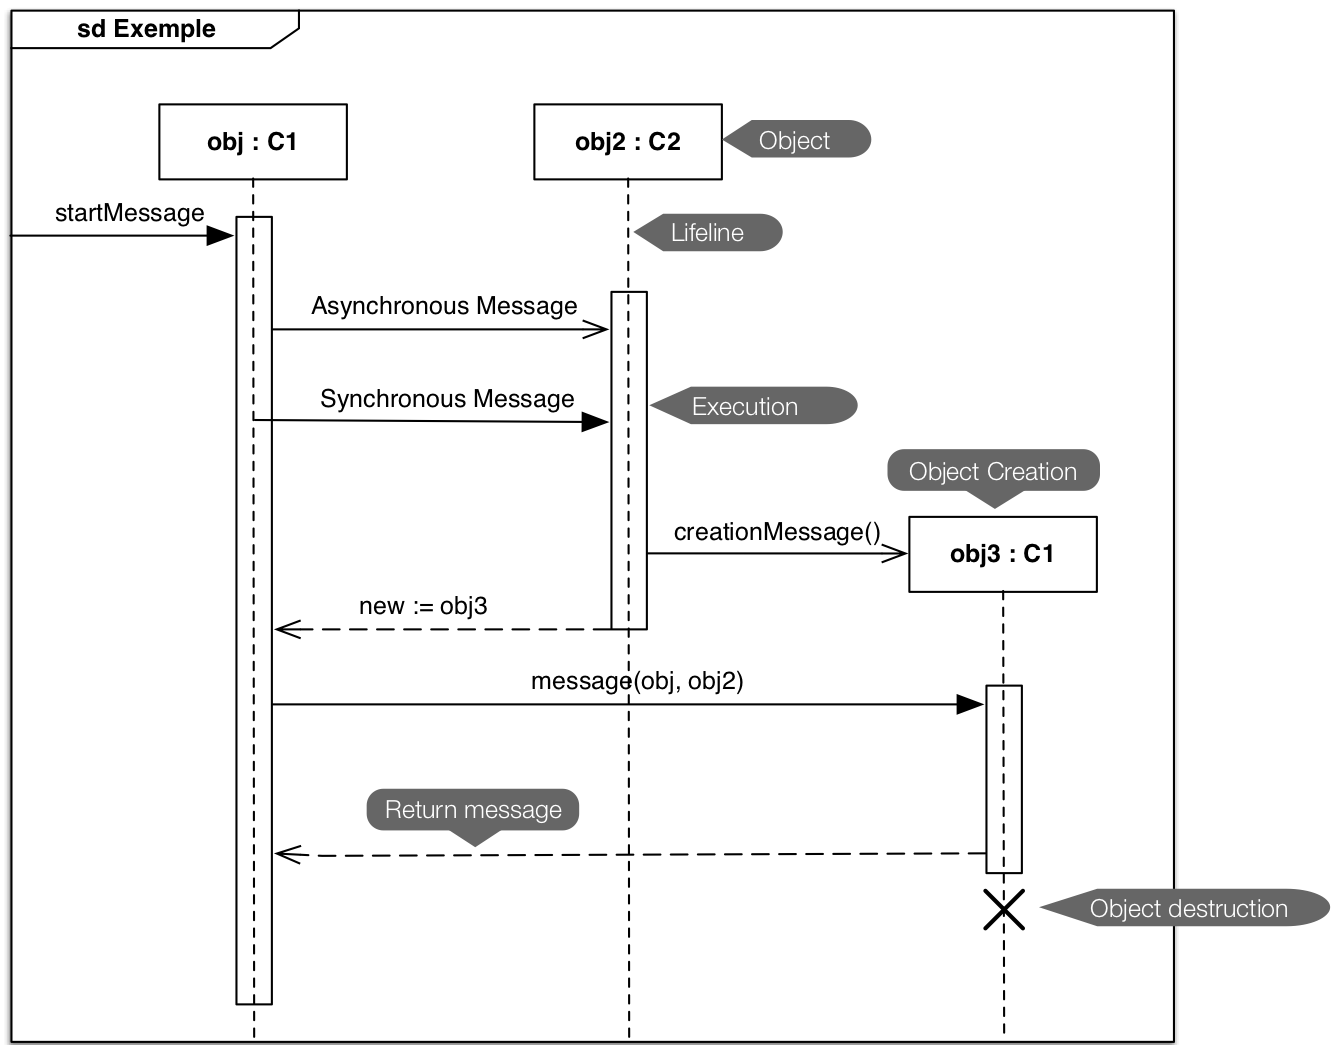 sd Exemple
obj : C1
obj2 : C2
Object
startMessage
Lifeline
Asynchronous Message
Synchronous Message
Execution
Object Creation
creationMessage()
obj3 : C1
new := obj3
message(obj, obj2)
Return message
Object destruction